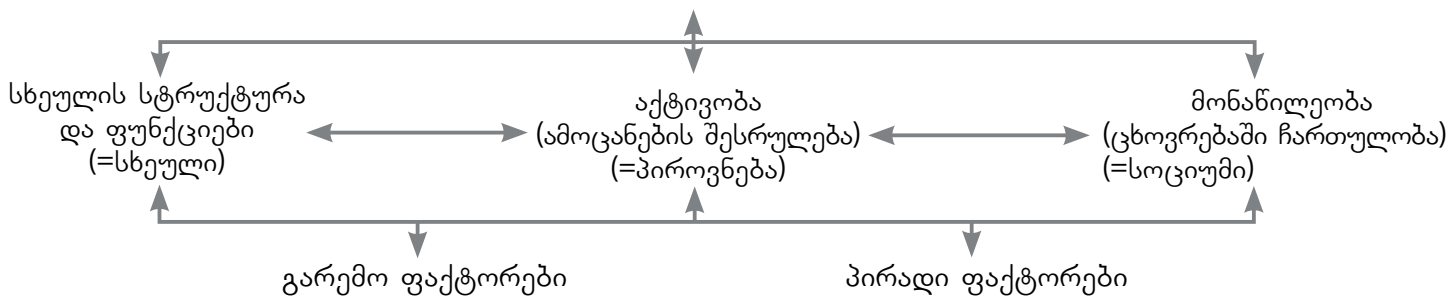 სხეულის სტრუქტურა
და ფუნქციები
(=სხეული)
აქტივობა
(ამოცანების შესრულება)
(=პიროვნება)
მონაწილეობა
(ცხოვრებაში ჩართულობა)
(=სოციუმი)
გარემო ფაქტორები
პირადი ფაქტორები